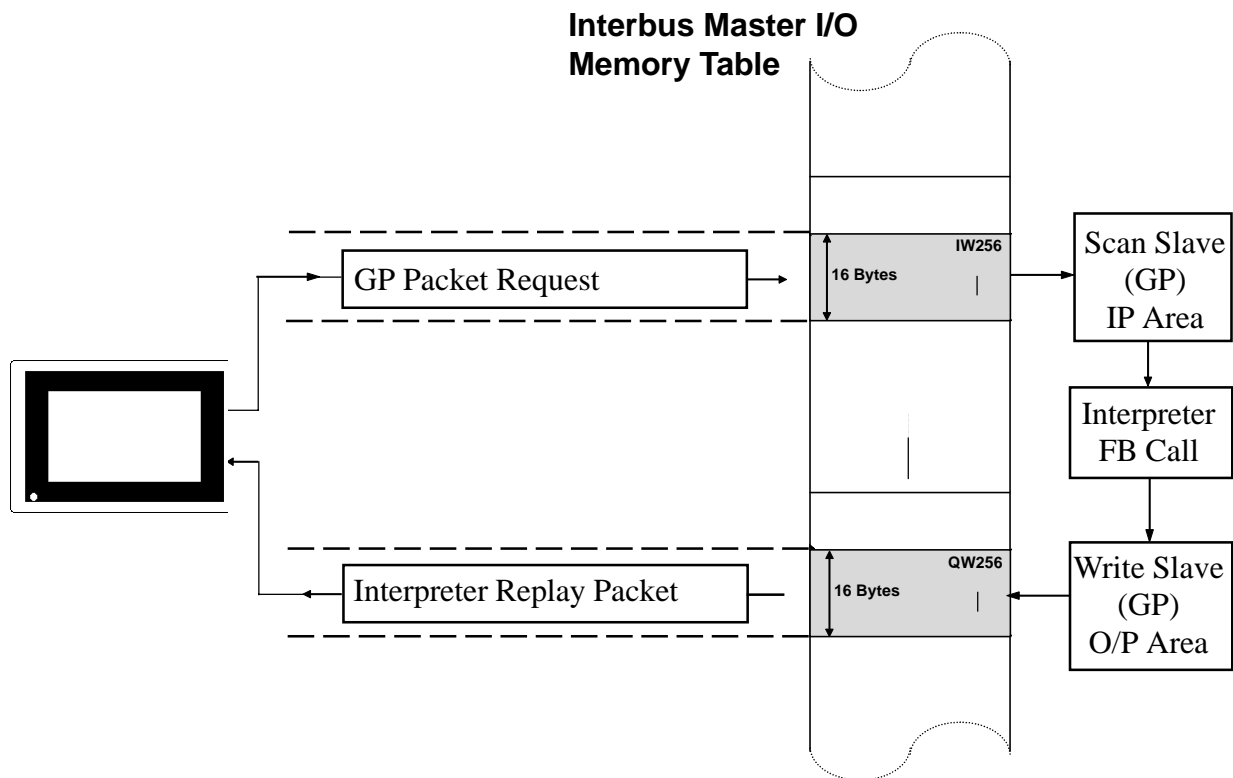 Interbus Master I/O
Memory Table
IW256
16 Bytes
GP Packet Request
Scan Slave
(GP)
IP Area
Interpreter
FB Call
QW256
16 Bytes
Interpreter Replay Packet
Write Slave
(GP)
O/P Area